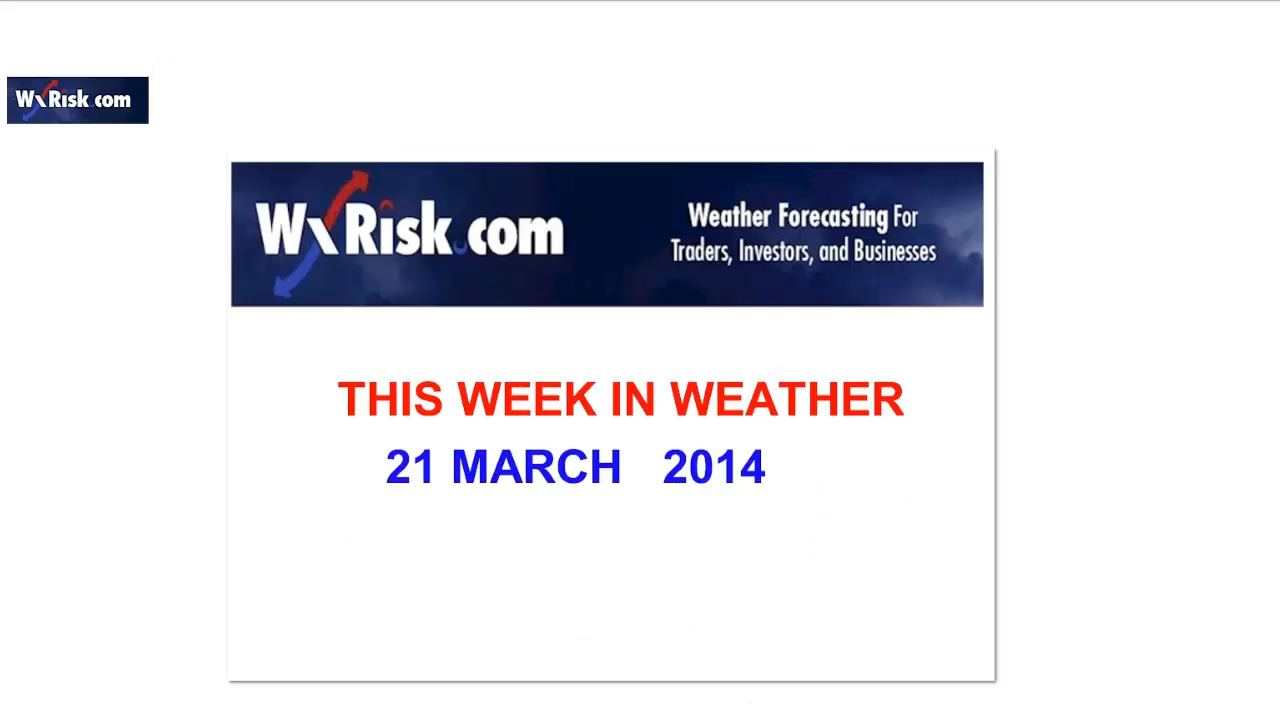 WxRisk.com
WxRisk.com
Weather Forecasting For
Traders, Investors, and Businesses
THIS WEEK IN WEATHER
21 MARCH 2014